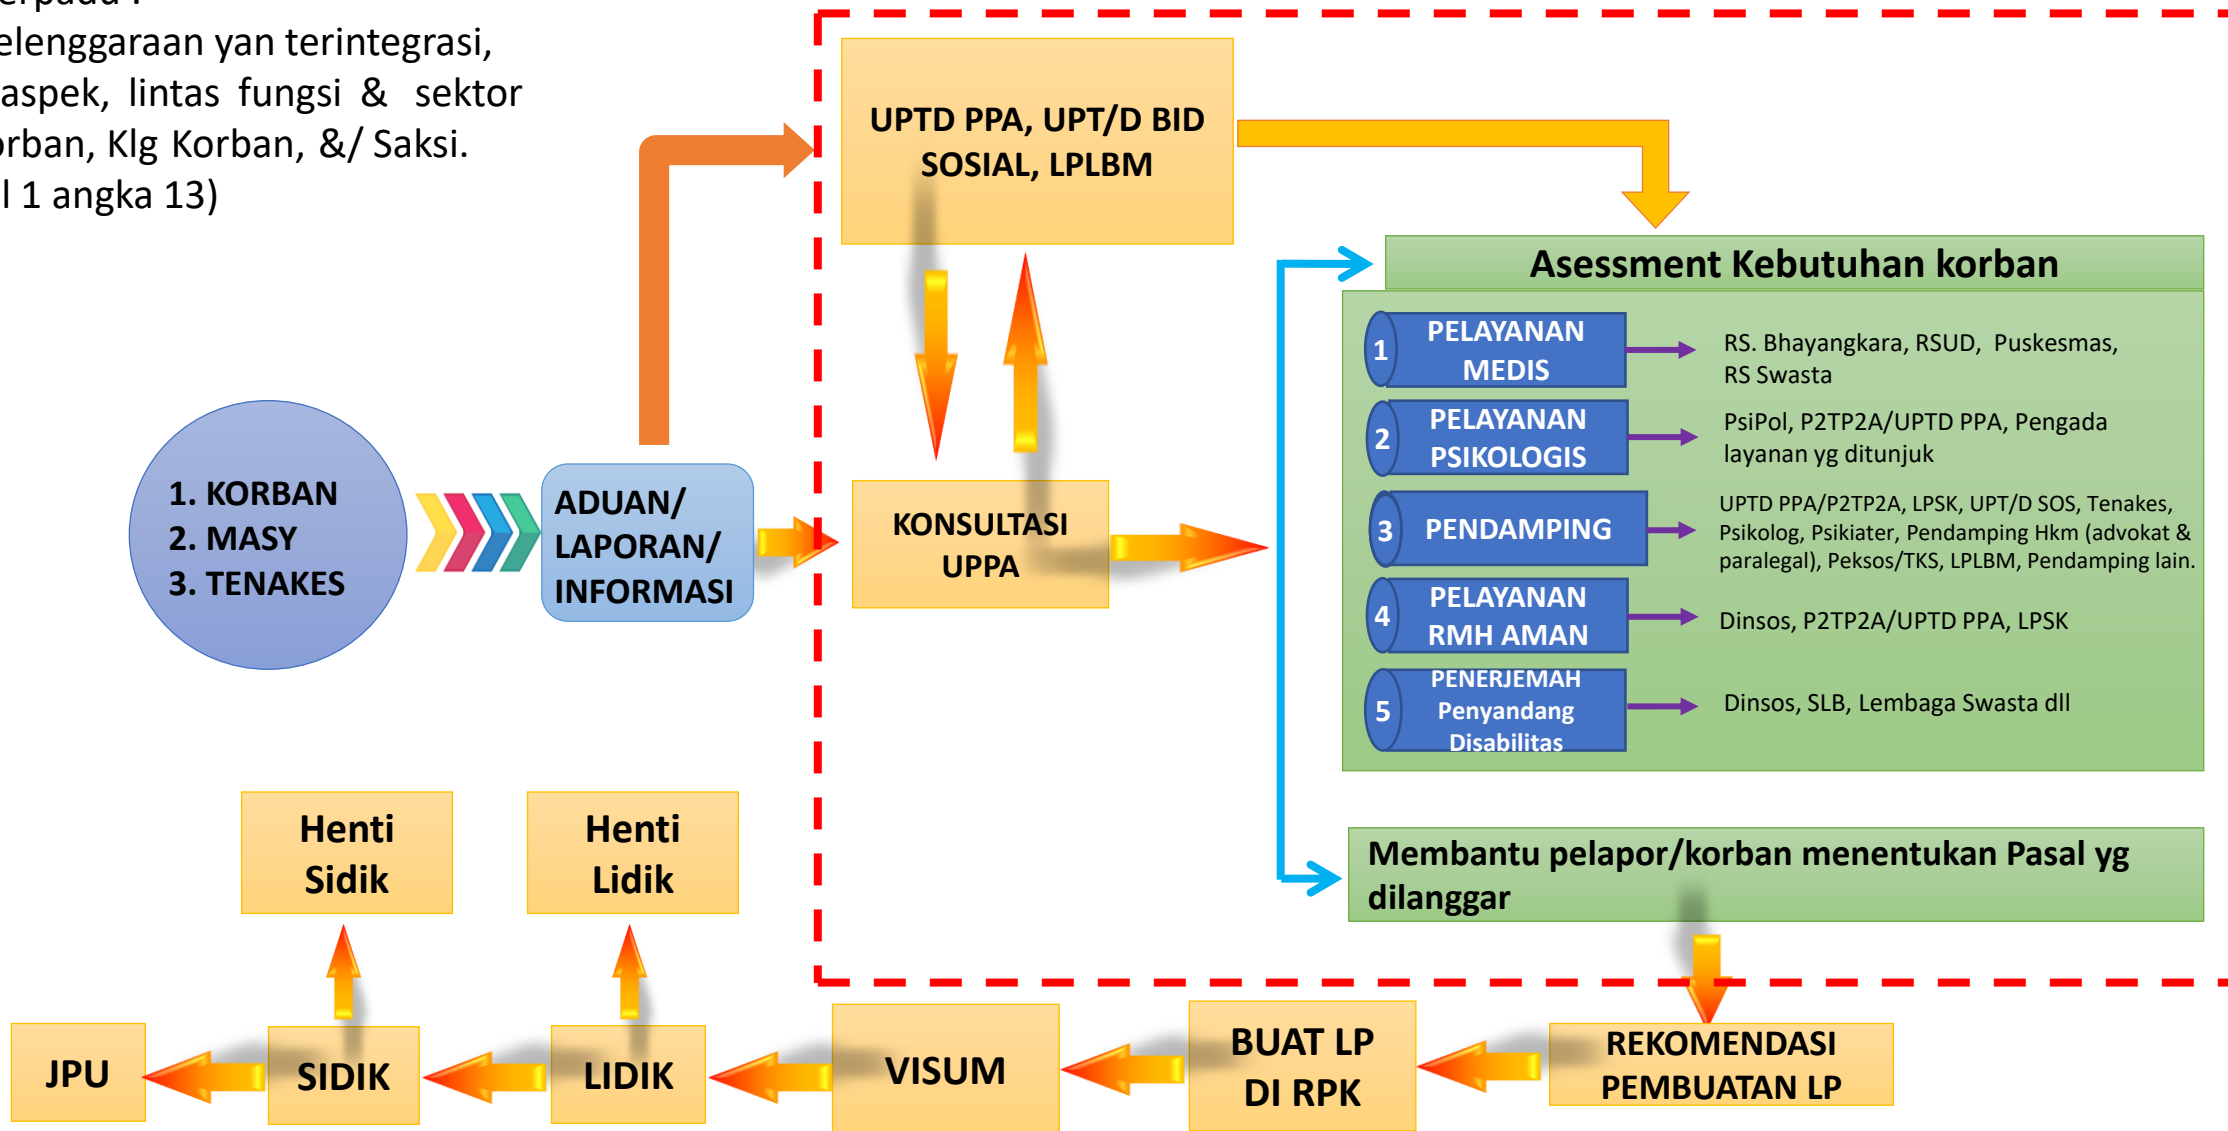 elenggaraan yan terintegrasi,
aspek, lintas fungsi & sektor
orban, Klg Korban, &/ Saksi.
l 1 angka 13)
UPTD PPA, UPT/D BID
SOSIAL, LPLBM
Asessment Kebutuhan korban
1
PELAYANAN
MEDIS
RS. Bhayangkara, RSUD, Puskesmas,
RS Swasta
2
PELAYANAN
PSIKOLOGIS
PsiPol, P2TP2A/UPTD PPA, Pengada
layanan yg ditunjuk
3
PENDAMPING
UPTD PPA/P2TP2A, LPSK, UPT/D SOS, Tenakes,
Psikolog, Psikiater, Pendamping Hkm (advokat &
paralegal), Peksos/TKS, LPLBM, Pendamping lain.
4
PELAYANAN
RMH AMAN
Dinsos, P2TP2A/UPTD PPA, LPSK
5
PENERJEMAH
Penyandang
Disabilitas
Dinsos, SLB, Lembaga Swasta dll
1. KORBAN
2. MASY
3. TENAKES
ADUAN/
LAPORAN/
INFORMASI
KONSULTASI
UPPA
Membantu pelapor/korban menentukan Pasal yg
dilanggar
Henti
Sidik
Henti
Lidik
JPU
SIDIK
LIDIK
VISUM
BUAT LP
DI RPK
REKOMENDASI
PEMBUATAN LP